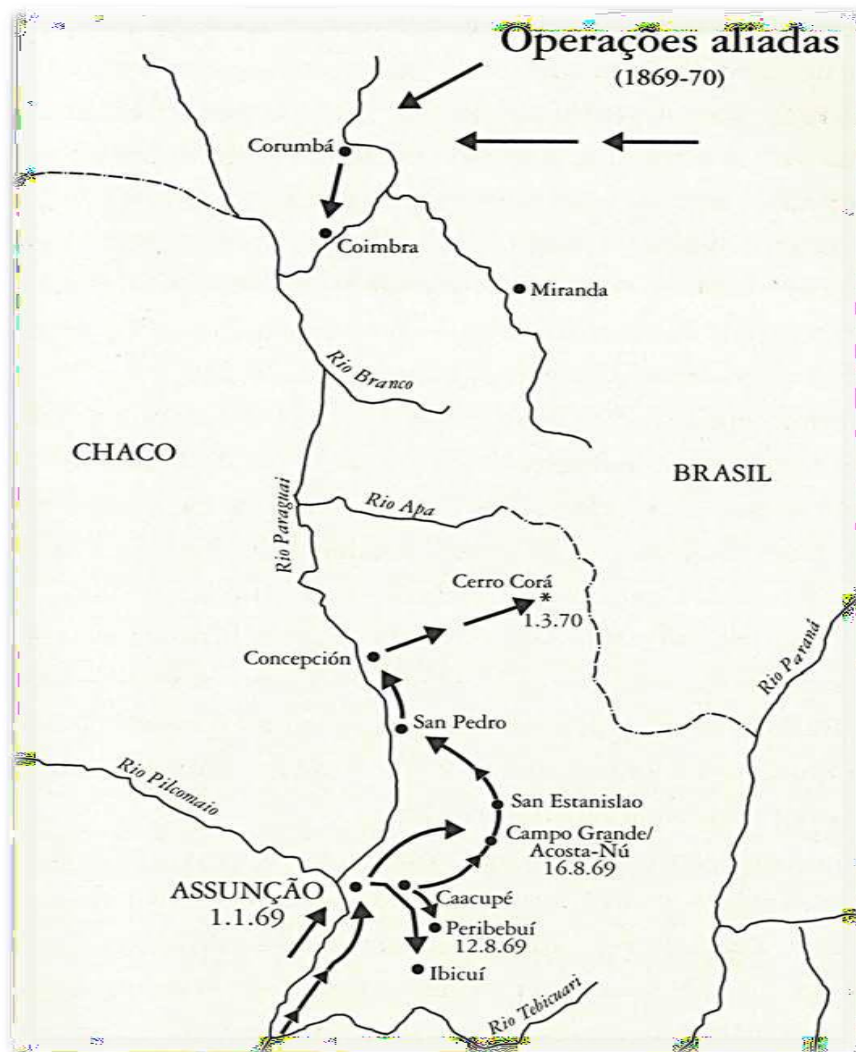 Operações aliadas
(1869-70)
Corumbá
Coimbra
Miranda
Rio Branco
CHACO
BRASIL
Rio Paraguai
Rio Apa
Cerro Corá
*
1.3.70
Concepción
Rio Paraná
San Pedro
Rio Pilcomaio
San Estanislao
Campo Grande/
Acosta-Ñú
16.8.69
ASSUNÇÃO
1.1.69
Caacupé
Peribebuí
12.8.69
Ibicuí
Rio Tebicuari